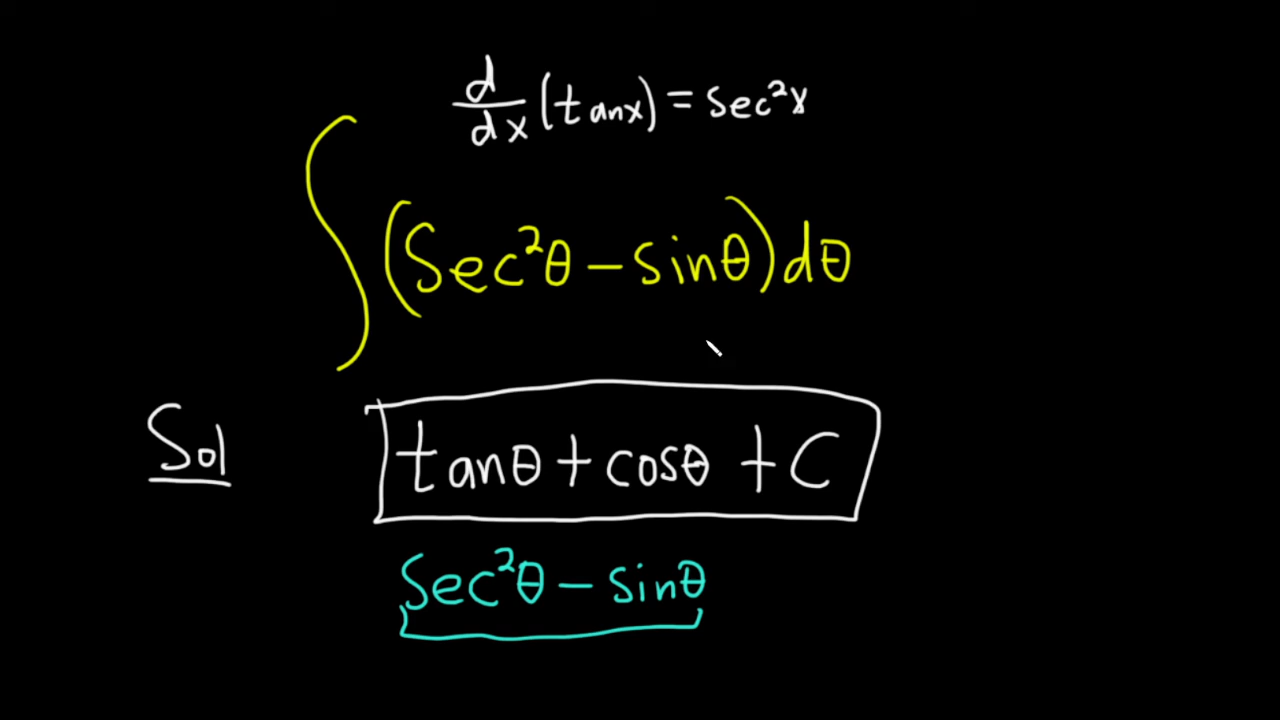 d/dx (tanx) = sec²x
∫ (sec²θ − sinθ) dθ
Sol tanθ + cosθ + C
sec²θ − sinθ